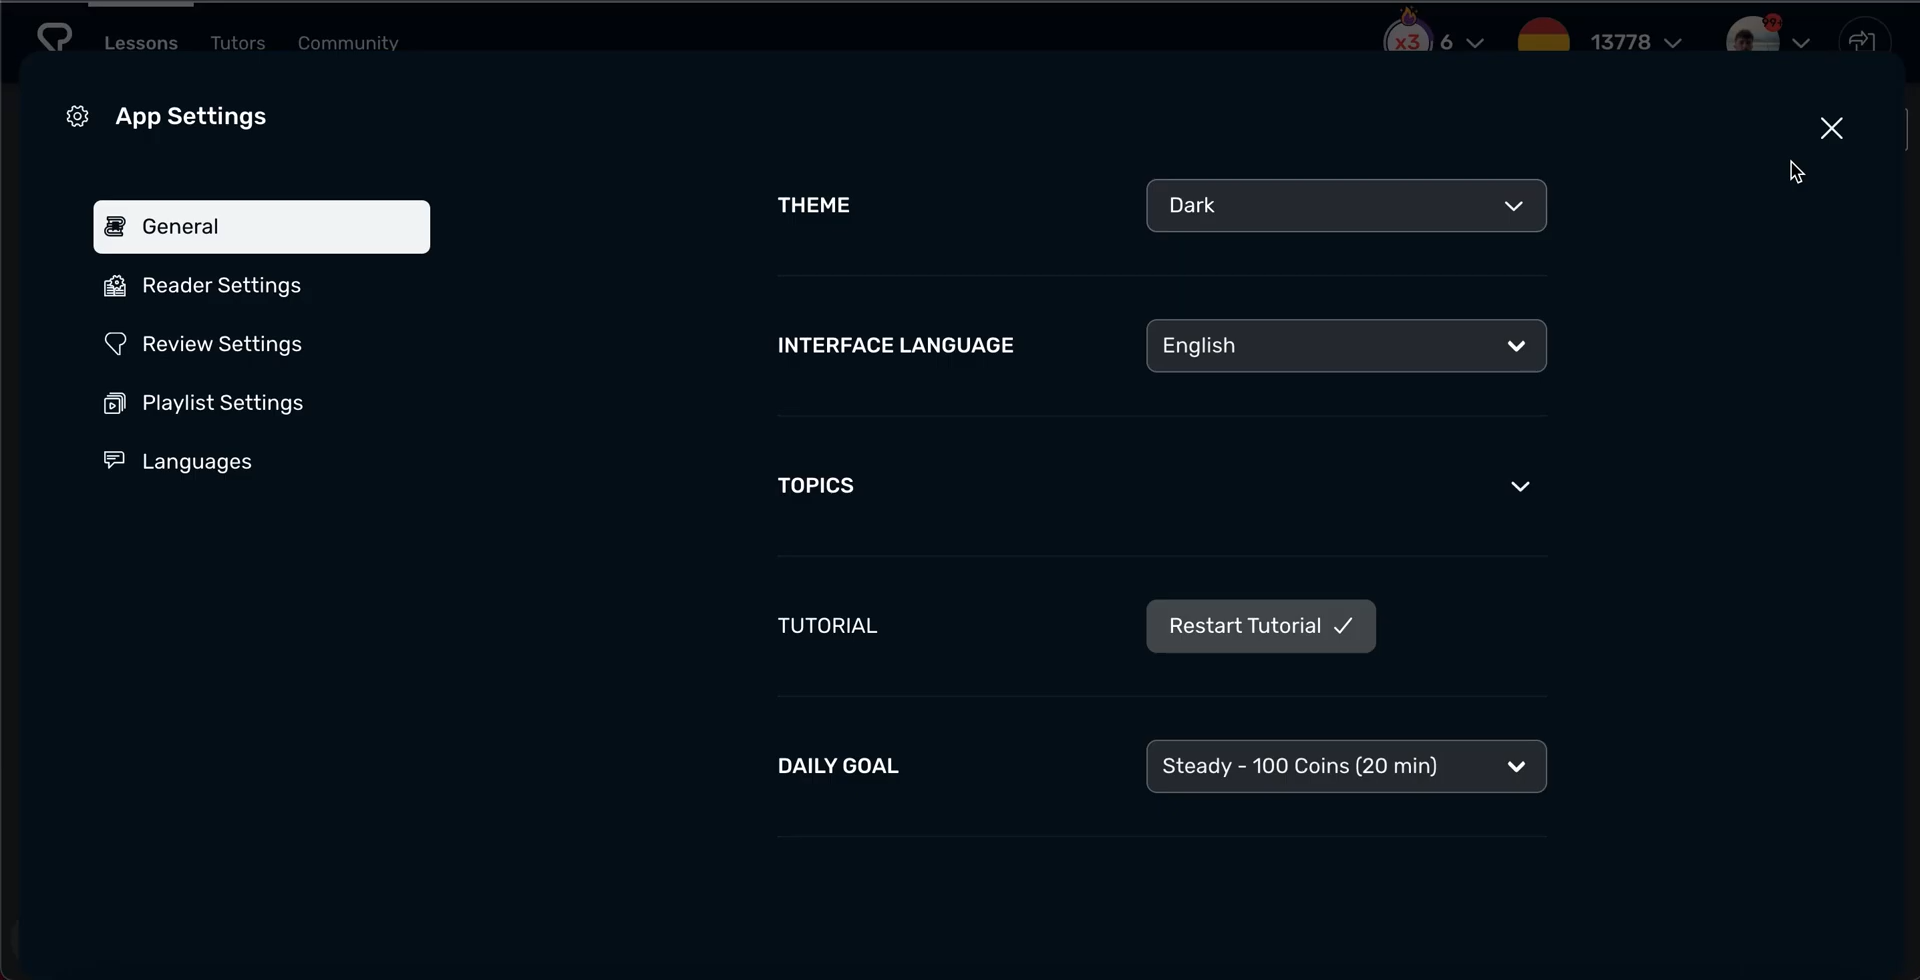 Lessons Tutors Community
x3 6 13778 99+
App Settings
General
Reader Settings
Review Settings
Playlist Settings
Languages
THEME Dark
INTERFACE LANGUAGE English
TOPICS
TUTORIAL Restart Tutorial
DAILY GOAL Steady - 100 Coins (20 min)